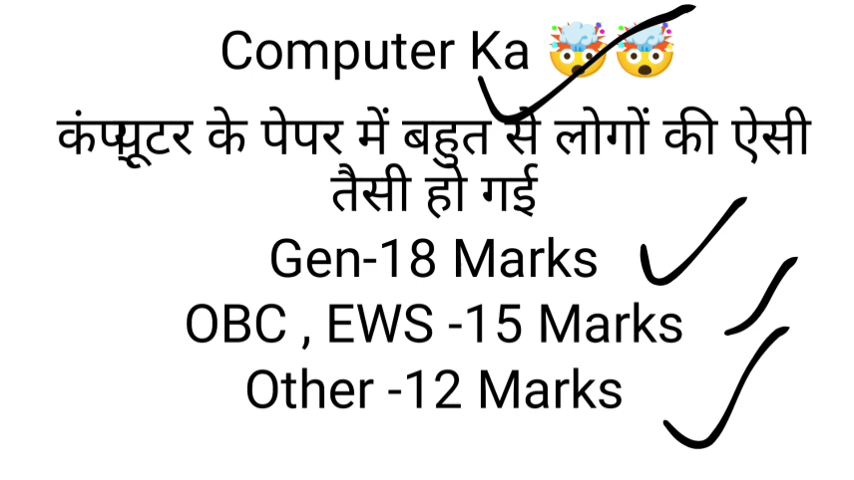 Computer Ka 🤯🤯
कंप्यूटर के पेपर में बहुत से लोगों की ऐसी
तैसी हो गई
Gen-18 Marks
OBC , EWS -15 Marks
Other -12 Marks